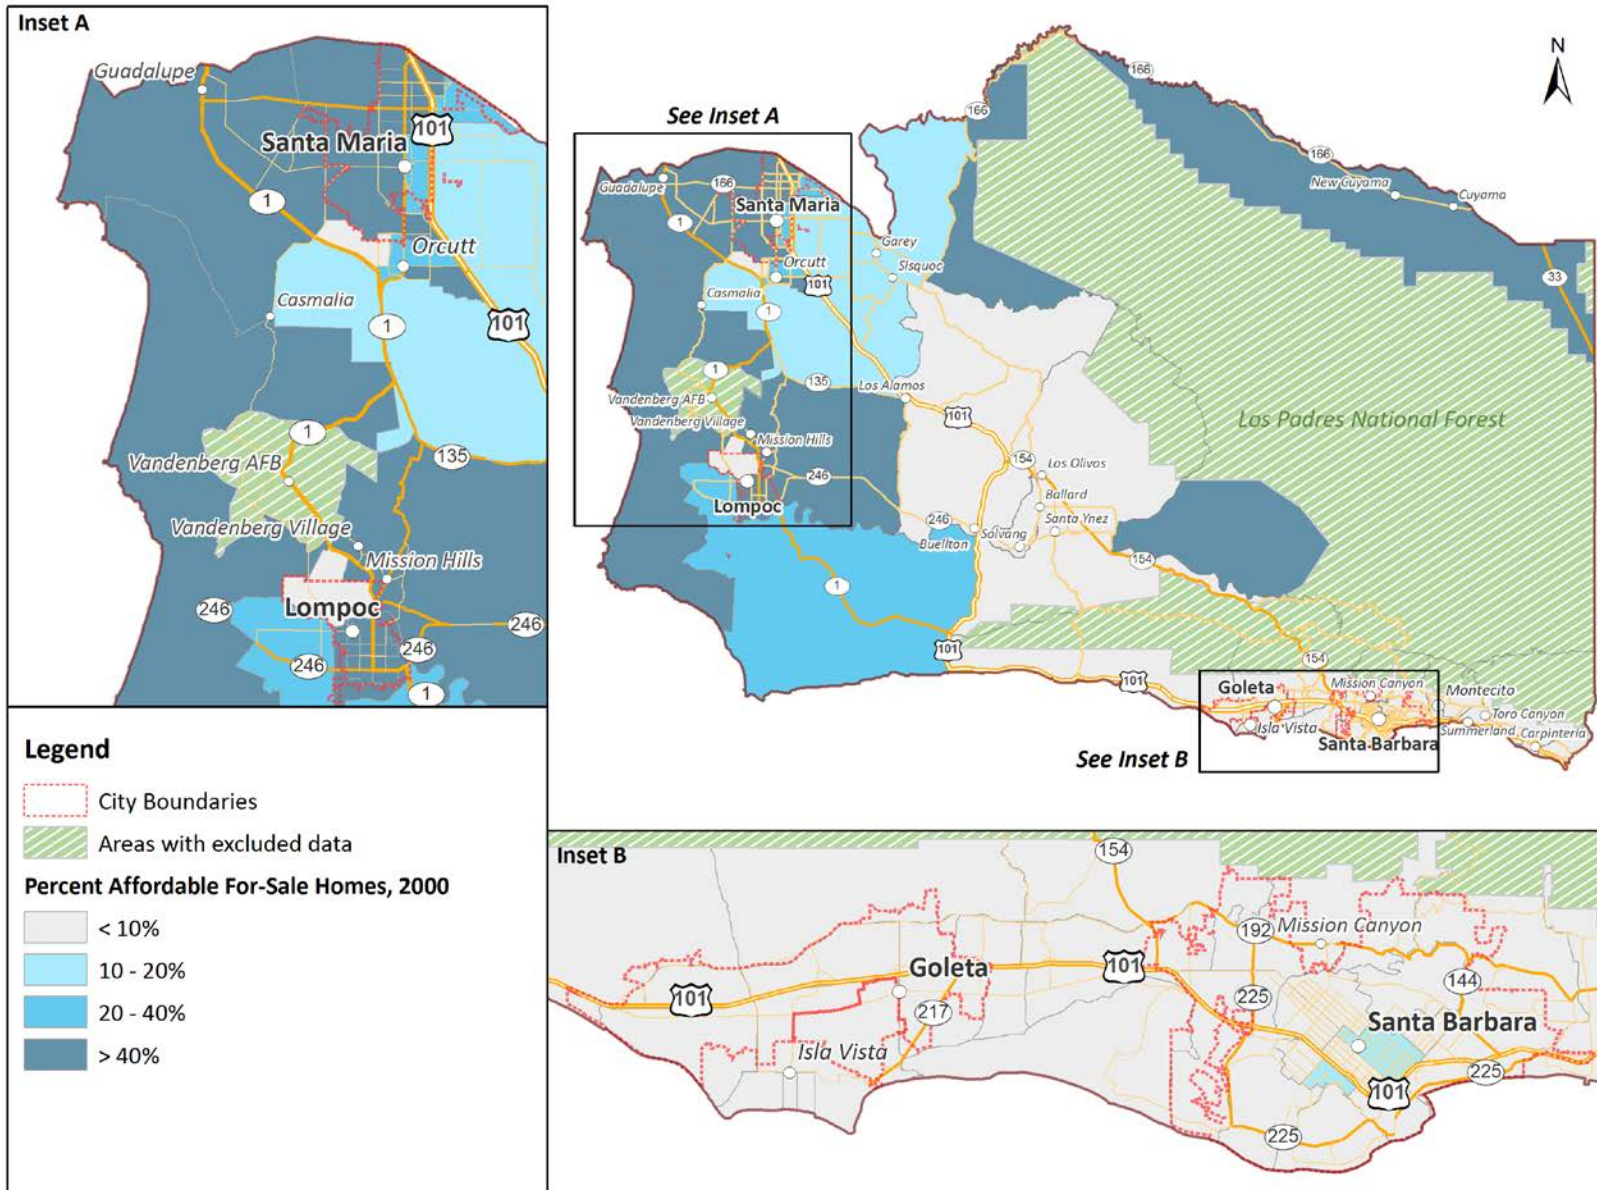 Inset A
Guadalupe
101
Santa Maria
1
Orcutt
Casmalia
1
101
1
Vandenberg AFB
135
Vandenberg Village
Mission Hills
246
Lompoc
246
246
246
1
Legend
City Boundaries
Areas with excluded data
Percent Affordable For-Sale Homes, 2000
< 10%
10 - 20%
20 - 40%
> 40%
N
See Inset A
166
166
166
New Cuyama
Cuyama
Guadalupe
166
Santa Maria
1
Garey
Orcutt
Sisquoc
101
33
Casmalia
1
1
135
Los Alamos
Vandenberg AFB
101
Los Padres National Forest
Vandenberg Village
Mission Hills
154
Los Olivos
246
Lompoc
Ballard
246
Santa Ynez
Buellton
Solvang
154
1
101
154
101
Goleta
Mission Canyon
Montecito
Isla Vista
Toro Canyon
Santa Barbara
Summerland
Carpinteria
See Inset B
Inset B
154
192
Mission Canyon
101
Goleta
101
225
144
217
Santa Barbara
Isla Vista
101
225
225